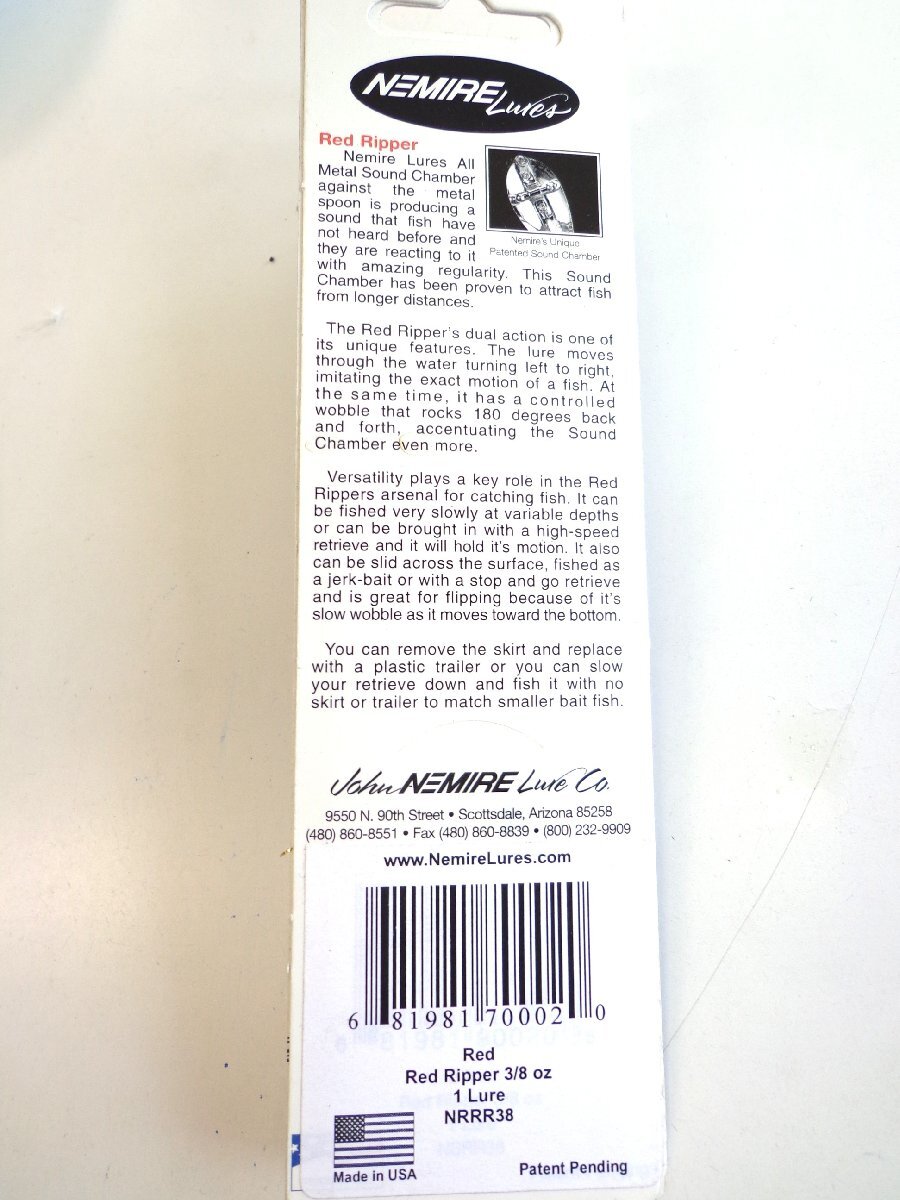 NEMIRE Lures
Red Ripper
Nemire Lures All
Metal Sound Chamber
against the metal
spoon is producing a
sound that fish have
not heard before and
they are reacting to it
with amazing regularity. This Sound
Chamber has been proven to attract fish
from longer distances.
Nemire's Unique
Patented Sound Chamber
The Red Ripper's dual action is one of
its unique features. The lure moves
through the water turning left to right,
imitating the exact motion of a fish. At
the same time, it has a controlled
wobble that rocks 180 degrees back
and forth, accentuating the Sound
Chamber even more.
Versatility plays a key role in the Red
Rippers arsenal for catching fish. It can
be fished very slowly at variable depths
or can be brought in with a high-speed
retrieve and it will hold it's motion. It also
can be slid across the surface, fished as
a jerk-bait or with a stop and go retrieve
and is great for flipping because of it's
slow wobble as it moves toward the bottom.
You can remove the skirt and replace
with a plastic trailer or you can slow
your retrieve down and fish it with no
skirt or trailer to match smaller bait fish.
John NEMIRE Lure Co.
9550 N. 90th Street • Scottsdale, Arizona 85258
(480) 860-8551 • Fax (480) 860-8839 • (800) 232-9909
www.NemireLures.com
6 81981 70002 0
Red
Red Ripper 3/8 oz
1 Lure
NRRR38
Made in USA
Patent Pending